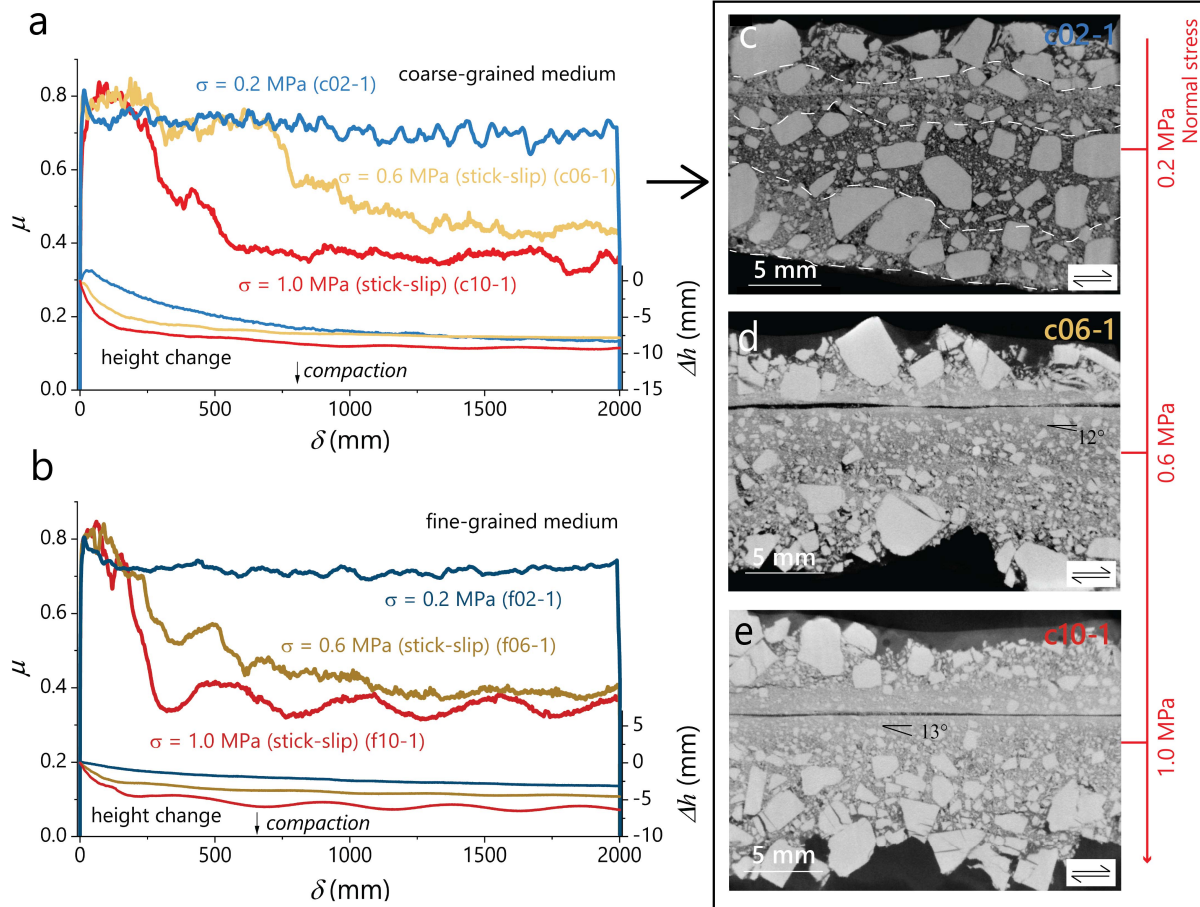 a
coarse-grained medium
σ = 0.2 MPa (c02-1)
σ = 0.6 MPa (stick-slip) (c06-1)
σ = 1.0 MPa (stick-slip) (c10-1)
height change
compaction
μ
0.8
0.6
0.4
0.2
0.0
0
-5
-10
-15
Δh (mm)
0
500
1000
1500
2000
δ (mm)
b
fine-grained medium
σ = 0.2 MPa (f02-1)
σ = 0.6 MPa (stick-slip) (f06-1)
σ = 1.0 MPa (stick-slip) (f10-1)
height change
compaction
μ
0.8
0.6
0.4
0.2
0.0
5
0
-5
-10
Δh (mm)
0
500
1000
1500
2000
δ (mm)
c
c02-1
5 mm
d
c06-1
12°
5 mm
e
c10-1
13°
5 mm
Normal stress
0.2 MPa
0.6 MPa
1.0 MPa